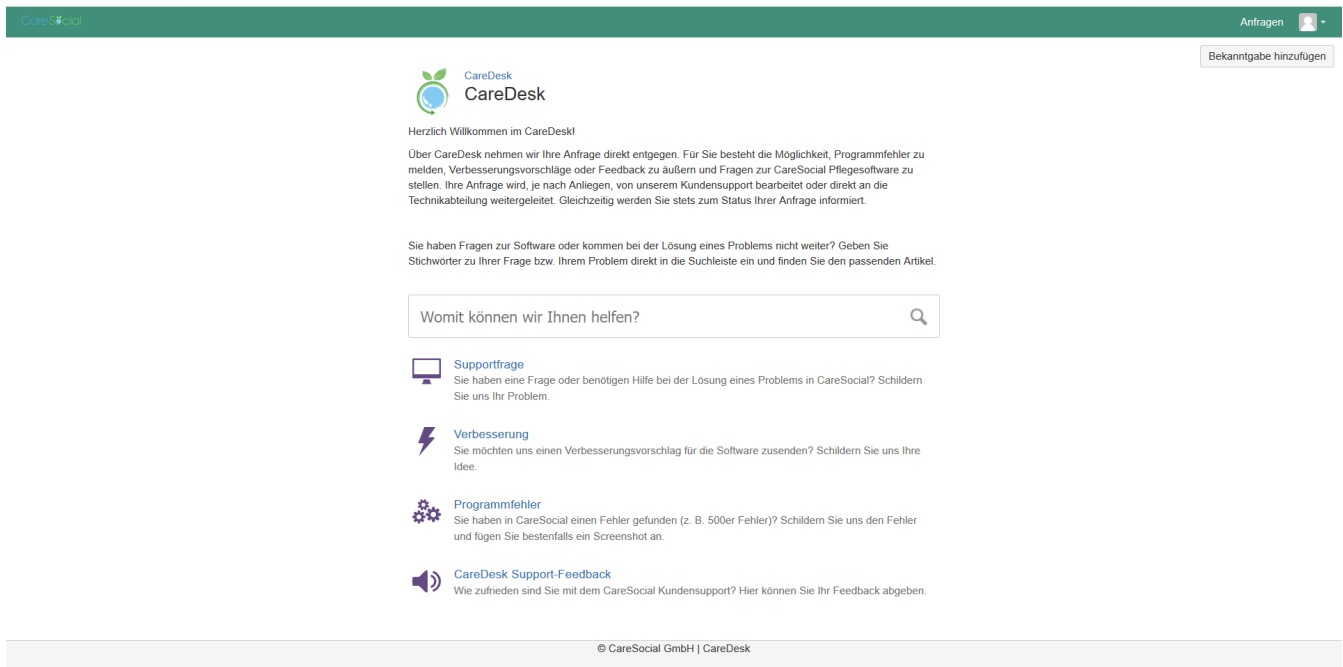 CareSocial
Anfragen
Bekanntgabe hinzufügen
CareDesk
CareDesk
Herzlich Willkommen im CareDesk!
Über CareDesk nehmen wir Ihre Anfrage direkt entgegen. Für Sie besteht die Möglichkeit, Programmfehler zu
melden, Verbesserungsvorschläge oder Feedback zu äußern und Fragen zur CareSocial Pflegesoftware zu
stellen. Ihre Anfrage wird, je nach Anliegen, von unserem Kundensupport bearbeitet oder direkt an die
Technikabteilung weitergeleitet. Gleichzeitig werden Sie stets zum Status Ihrer Anfrage informiert.
Sie haben Fragen zur Software oder kommen bei der Lösung eines Problems nicht weiter? Geben Sie
Stichwörter zu Ihrer Frage bzw. Ihrem Problem direkt in die Suchleiste ein und finden Sie den passenden Artikel.
Womit können wir Ihnen helfen?
Supportfrage
Sie haben eine Frage oder benötigen Hilfe bei der Lösung eines Problems in CareSocial? Schildern
Sie uns Ihr Problem.
Verbesserung
Sie möchten uns einen Verbesserungsvorschlag für die Software zusenden? Schildern Sie uns Ihre
Idee.
Programmfehler
Sie haben in CareSocial einen Fehler gefunden (z. B. 500er Fehler)? Schildern Sie uns den Fehler
und fügen Sie bestenfalls ein Screenshot an.
CareDesk Support-Feedback
Wie zufrieden sind Sie mit dem CareSocial Kundensupport? Hier können Sie Ihr Feedback abgeben.
© CareSocial GmbH | CareDesk